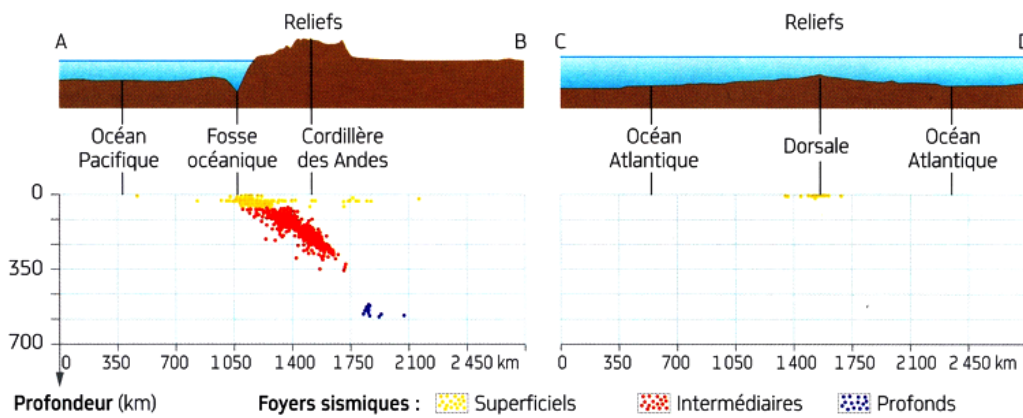 Reliefs
A
B
Océan Pacifique
Fosse océanique
Cordillère des Andes
0
350
700
0 350 700 1 050 1 400 1 750 2 100 2 450 km
Profondeur (km)
Reliefs
C
D
Océan Atlantique
Dorsale
Océan Atlantique
0 350 700 1 050 1 400 1 750 2 100 2 450 km
Foyers sismiques : Superficiels Intermédiaires Profonds